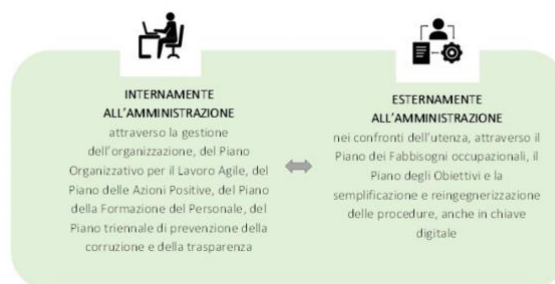 INTERNAMENTE
ALL'AMMINISTRAZIONE
attraverso la gestione
dell'organizzazione, del Piano
Organizzativo per il Lavoro Agile, del
Piano delle Azioni Positive, del Piano
della Formazione del Personale, del
Piano triennale di prevenzione della
corruzione e della trasparenza
ESTERNAMENTE
ALL'AMMINISTRAZIONE
nei confronti dell'utenza, attraverso il
Piano dei Fabbisogni occupazionali, il
Piano degli Obiettivi e la
semplificazione e reingegnerizzazione
delle procedure, anche in chiave
digitale